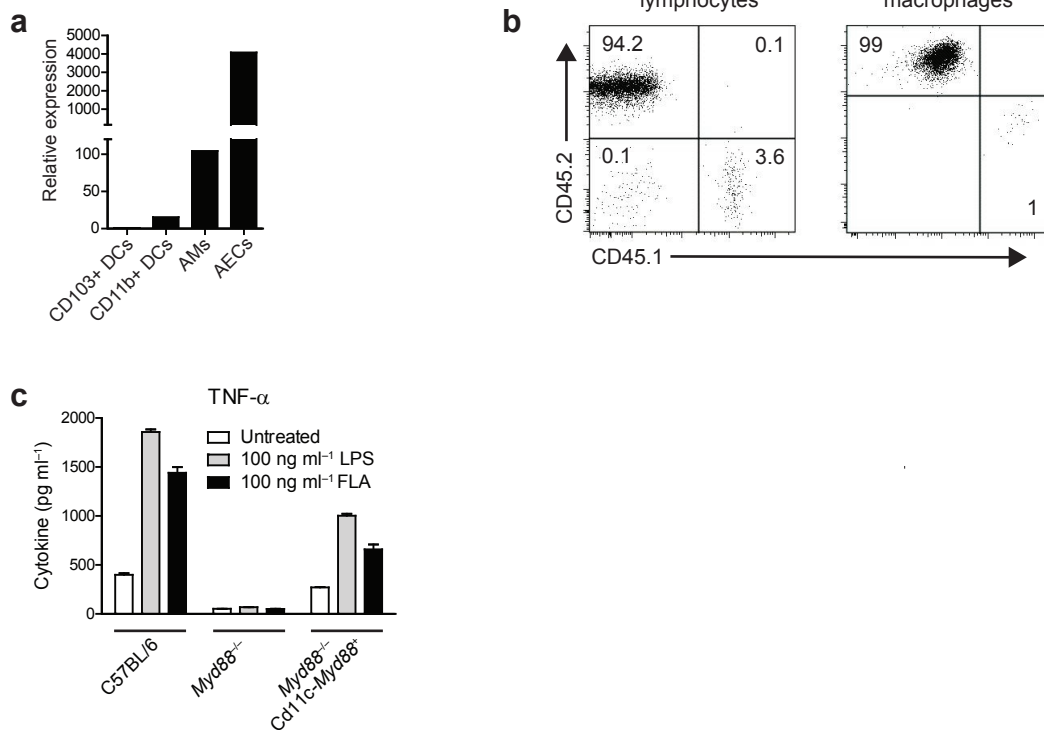 a
Relative expression
5000
4000
3000
2000
1000
100
50
0
CD103+ DCs
CD11b+ DCs
AMs
AECs
b
lymphocytes
macrophages
94.2
0.1
0.1
3.6
99
1
CD45.2
CD45.1
c
TNF-α
Cytokine (pg ml⁻¹)
2000
1500
1000
500
0
Untreated
100 ng ml⁻¹ LPS
100 ng ml⁻¹ FLA
C57BL/6
Myd88⁻/⁻
Myd88⁻/⁻
Cd11c-Myd88⁺